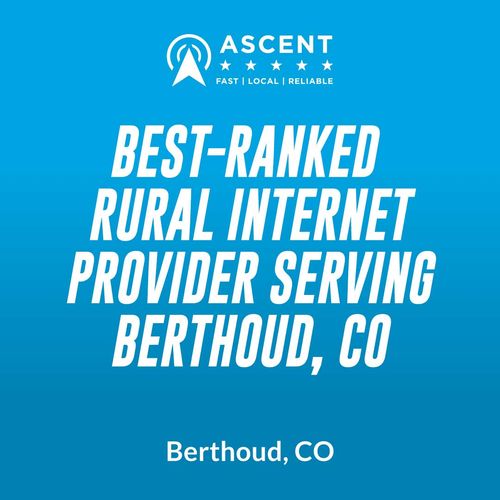 ASCENT
FAST | LOCAL | RELIABLE
BEST-RANKED
RURAL INTERNET
PROVIDER SERVING
BERTHOUD, CO
Berthoud, CO